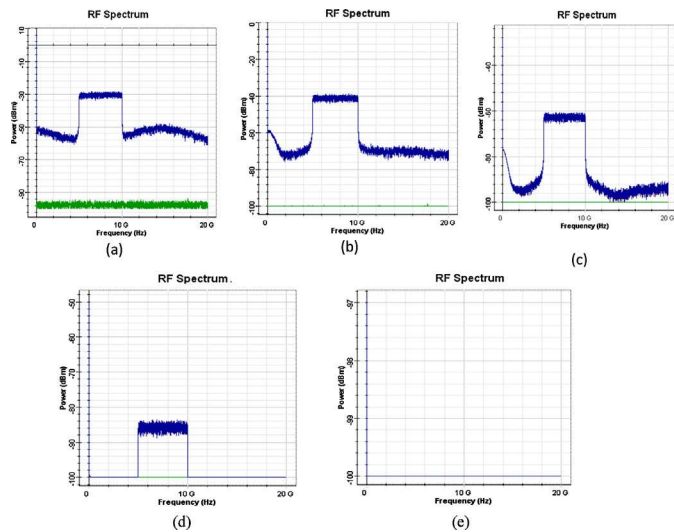 RF Spectrum
Power (dBm)
10
-10
-30
-50
-90
0
10 G
20 G
Frequency (Hz)
(a)
RF Spectrum
Power (dBm)
0
-20
-40
-60
-80
-100
0
10 G
20 G
Frequency (Hz)
(b)
RF Spectrum
Power (dBm)
-40
-100
0
10 G
20 G
Frequency (Hz)
(c)
RF Spectrum .
Power (dBm)
-50
-60
-70
-80
-90
-100
0
10 G
20 G
Frequency (Hz)
(d)
RF Spectrum
Power (dBm)
-97
-98
-99
-100
0
10 G
20 G
Frequency (Hz)
(e)